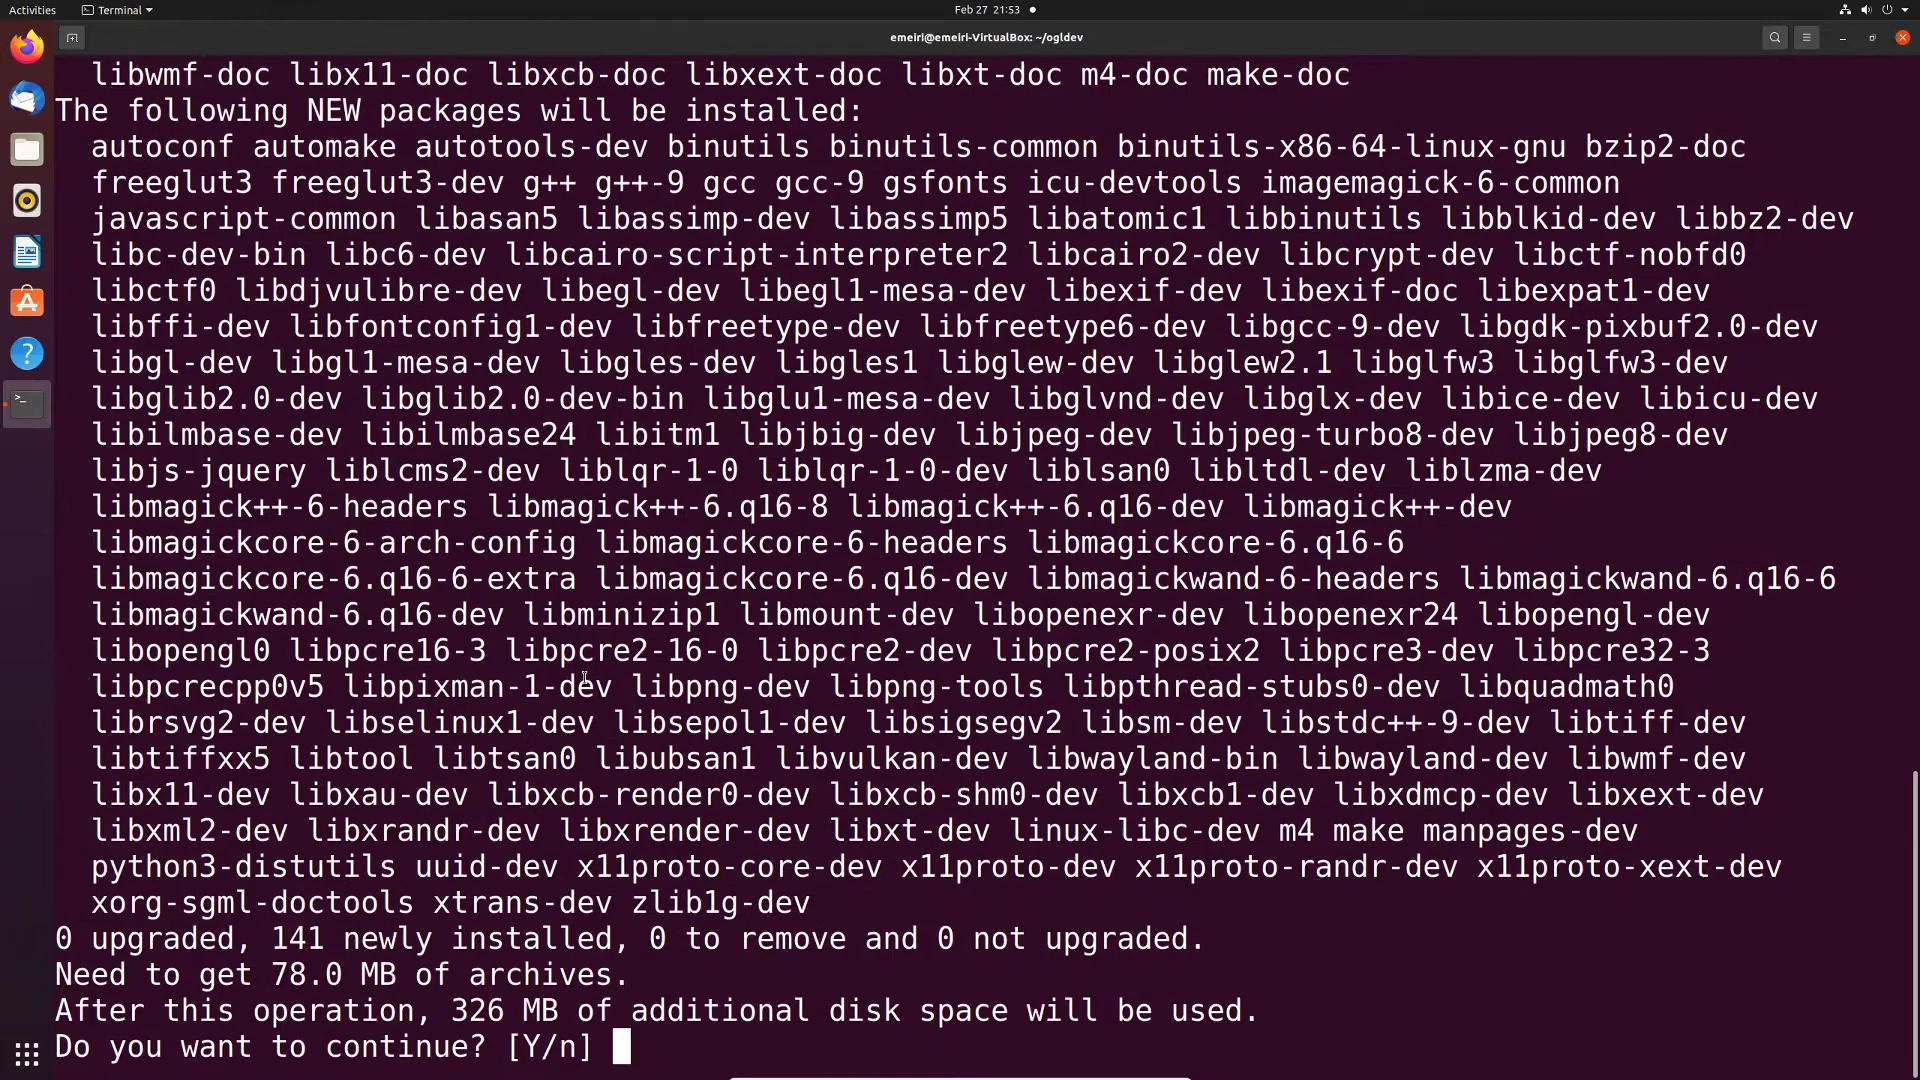 Activities
Terminal
Feb 27 21:53
emeiri@emeiri-VirtualBox: ~/ogldev
libwmf-doc libx11-doc libxcb-doc libxext-doc libxt-doc m4-doc make-doc
The following NEW packages will be installed:
autoconf automake autotools-dev binutils binutils-common binutils-x86-64-linux-gnu bzip2-doc
freeglut3 freeglut3-dev g++ g++-9 gcc gcc-9 gsfonts icu-devtools imagemagick-6-common
javascript-common libasan5 libassimp-dev libassimp5 libatomic1 libbinutils libblkid-dev libbz2-dev
libc-dev-bin libc6-dev libcairo-script-interpreter2 libcairo2-dev libcrypt-dev libctf-nobfd0
libctf0 libdjvulibre-dev libegl-dev libegl1-mesa-dev libexif-dev libexif-doc libexpat1-dev
libffi-dev libfontconfig1-dev libfreetype-dev libfreetype6-dev libgcc-9-dev libgdk-pixbuf2.0-dev
libgl-dev libgl1-mesa-dev libgles-dev libgles1 libglew-dev libglew2.1 libglfw3 libglfw3-dev
libglib2.0-dev libglib2.0-dev-bin libglu1-mesa-dev libglvnd-dev libglx-dev libice-dev libicu-dev
libilmbase-dev libilmbase24 libitm1 libjbig-dev libjpeg-dev libjpeg-turbo8-dev libjpeg8-dev
libjs-jquery liblcms2-dev liblqr-1-0 liblqr-1-0-dev liblsan0 libltdl-dev liblzma-dev
libmagick++-6-headers libmagick++-6.q16-8 libmagick++-6.q16-dev libmagick++-dev
libmagickcore-6-arch-config libmagickcore-6-headers libmagickcore-6.q16-6
libmagickcore-6.q16-6-extra libmagickcore-6.q16-dev libmagickwand-6-headers libmagickwand-6.q16-6
libmagickwand-6.q16-dev libminizip1 libmount-dev libopenexr-dev libopenexr24 libopengl-dev
libopengl0 libpcre16-3 libpcre2-16-0 libpcre2-dev libpcre2-posix2 libpcre3-dev libpcre32-3
libpcrecpp0v5 libpixman-1-dev libpng-dev libpng-tools libpthread-stubs0-dev libquadmath0
librsvg2-dev libselinux1-dev libsepol1-dev libsigsegv2 libsm-dev libstdc++-9-dev libtiff-dev
libtiffxx5 libtool libtsan0 libubsan1 libvulkan-dev libwayland-bin libwayland-dev libwmf-dev
libx11-dev libxau-dev libxcb-render0-dev libxcb-shm0-dev libxcb1-dev libxdmcp-dev libxext-dev
libxml2-dev libxrandr-dev libxrender-dev libxt-dev linux-libc-dev m4 make manpages-dev
python3-distutils uuid-dev x11proto-core-dev x11proto-dev x11proto-randr-dev x11proto-xext-dev
xorg-sgml-doctools xtrans-dev zlib1g-dev
0 upgraded, 141 newly installed, 0 to remove and 0 not upgraded.
Need to get 78.0 MB of archives.
After this operation, 326 MB of additional disk space will be used.
Do you want to continue? [Y/n]